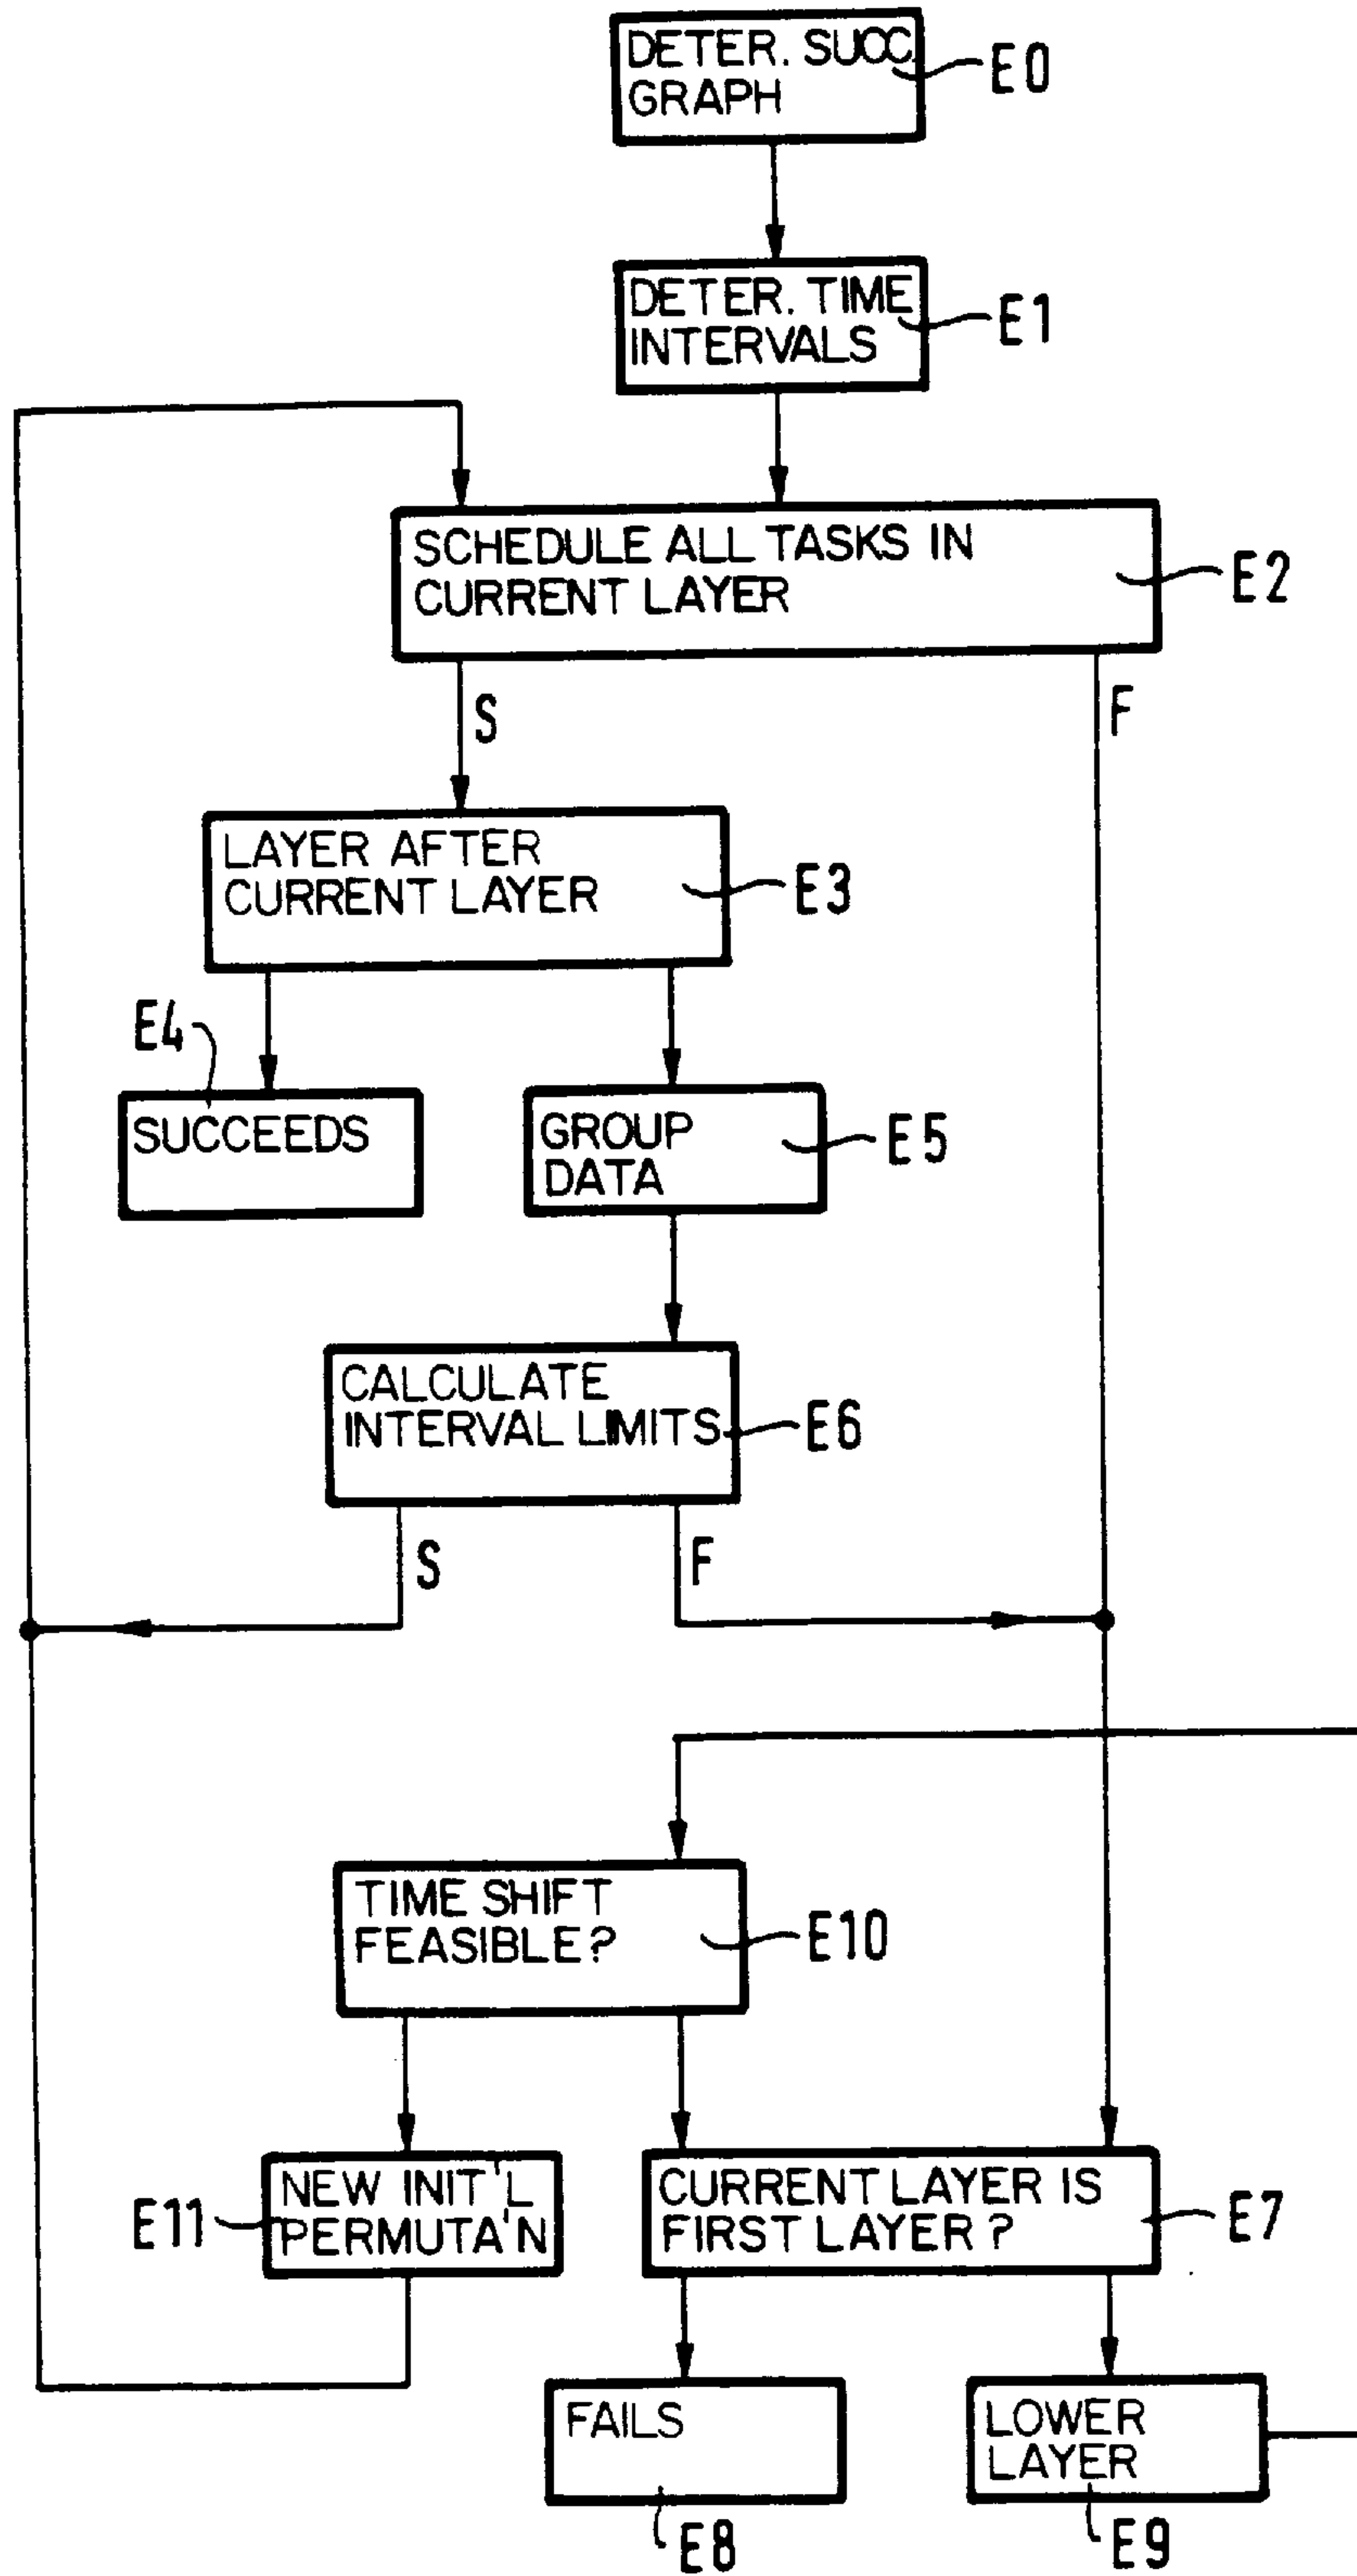 DETER. SUCC.
GRAPH
E0
DETER. TIME
INTERVALS
E1
SCHEDULE ALL TASKS IN
CURRENT LAYER
E2
S
F
LAYER AFTER
CURRENT LAYER
E3
E4
SUCCEEDS
GROUP
DATA
E5
CALCULATE
INTERVAL LIMITS
E6
S
F
TIME SHIFT
FEASIBLE?
E10
NEW INIT'L
PERMUTA'N
E11
CURRENT LAYER IS
FIRST LAYER?
E7
FAILS
E8
LOWER
LAYER
E9